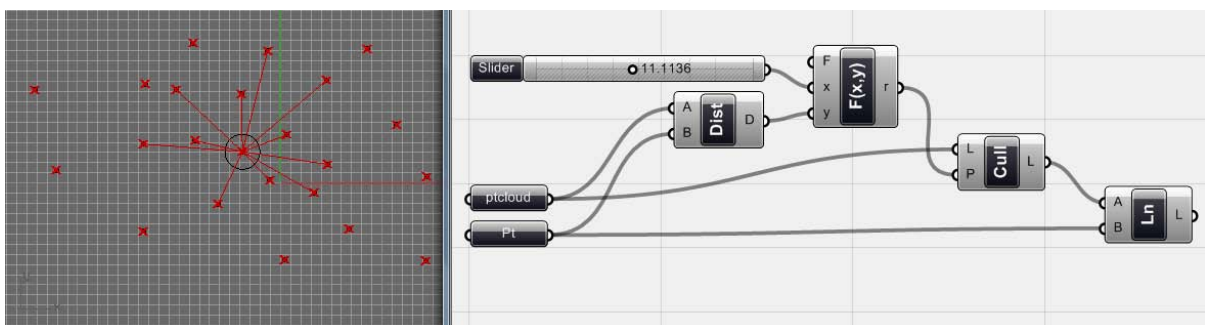 Slider
11.1136
F
x
y
F(x,y)
r
A
B
Dist
D
ptcloud
Pt
L
P
Cull
L
A
B
Ln
L